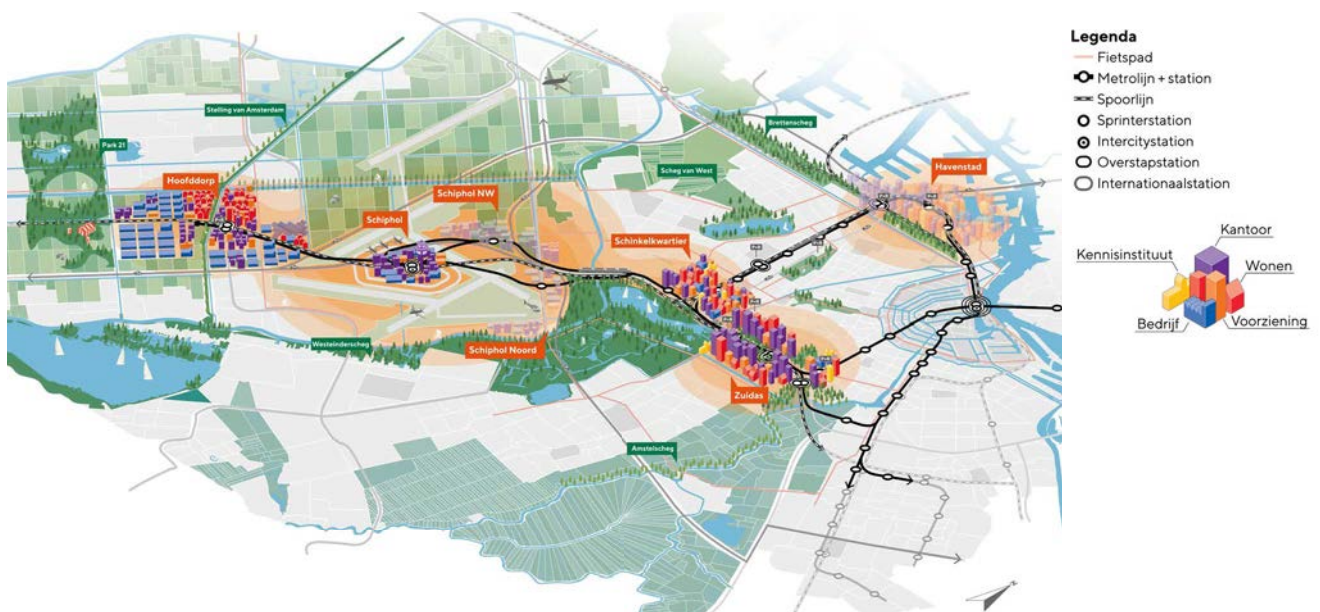 Stelling van Amsterdam
Park 21
Hoofddorp
Schiphol NW
Schiphol
Schinkelkwartier
Brettenscheg
Scheg van West
Havenstad
Westeinderscheg
Schiphol Noord
Zuidas
Amstelscheg
Legenda
Fietspad
Metrolijn + station
Spoorlijn
Sprinterstation
Intercitystation
Overstapstation
Internationaalstation
Kantoor
Kennisinstituut
Wonen
Bedrijf
Voorziening